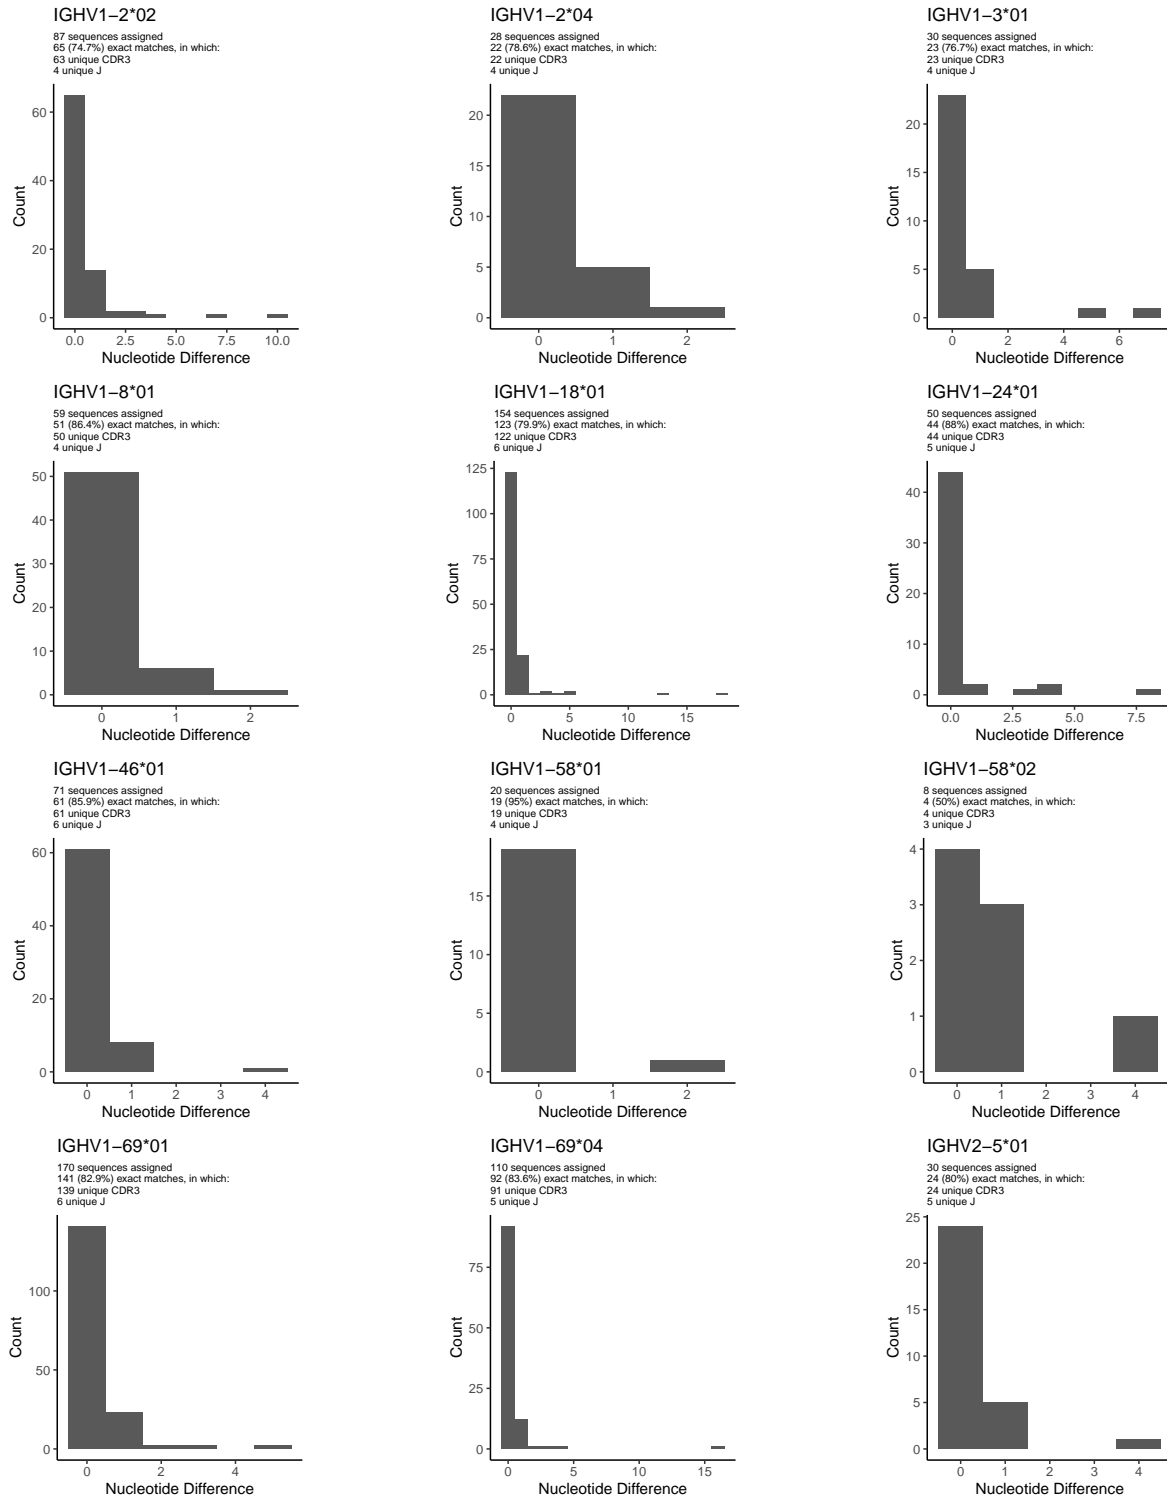 IGHV1−2*02
87 sequences assigned
65 (74.7%) exact matches, in which:
63 unique CDR3
4 unique J
60
40
20
0
Count
0.0 2.5 5.0 7.5 10.0
Nucleotide Difference
IGHV1−2*04
28 sequences assigned
22 (78.6%) exact matches, in which:
22 unique CDR3
4 unique J
20
15
10
5
0
Count
0 1 2
Nucleotide Difference
IGHV1−3*01
30 sequences assigned
23 (76.7%) exact matches, in which:
23 unique CDR3
4 unique J
20
15
10
5
0
Count
0 2 4 6
Nucleotide Difference
IGHV1−8*01
59 sequences assigned
51 (86.4%) exact matches, in which:
50 unique CDR3
4 unique J
50
40
30
20
10
0
Count
0 1 2
Nucleotide Difference
IGHV1−18*01
154 sequences assigned
123 (79.9%) exact matches, in which:
122 unique CDR3
6 unique J
125
100
75
50
25
0
Count
0 5 10 15
Nucleotide Difference
IGHV1−24*01
50 sequences assigned
44 (88%) exact matches, in which:
44 unique CDR3
5 unique J
40
30
20
10
0
Count
0.0 2.5 5.0 7.5
Nucleotide Difference
IGHV1−46*01
71 sequences assigned
61 (85.9%) exact matches, in which:
61 unique CDR3
6 unique J
60
40
20
0
Count
0 1 2 3 4
Nucleotide Difference
IGHV1−58*01
20 sequences assigned
19 (95%) exact matches, in which:
19 unique CDR3
4 unique J
15
10
5
0
Count
0 1 2
Nucleotide Difference
IGHV1−58*02
8 sequences assigned
4 (50%) exact matches, in which:
4 unique CDR3
3 unique J
4
3
2
1
0
Count
0 1 2 3 4
Nucleotide Difference
IGHV1−69*01
170 sequences assigned
141 (82.9%) exact matches, in which:
139 unique CDR3
6 unique J
100
50
0
Count
0 2 4
Nucleotide Difference
IGHV1−69*04
110 sequences assigned
92 (83.6%) exact matches, in which:
91 unique CDR3
5 unique J
75
50
25
0
Count
0 5 10 15
Nucleotide Difference
IGHV2−5*01
30 sequences assigned
24 (80%) exact matches, in which:
24 unique CDR3
5 unique J
25
20
15
10
5
0
Count
0 1 2 3 4
Nucleotide Difference